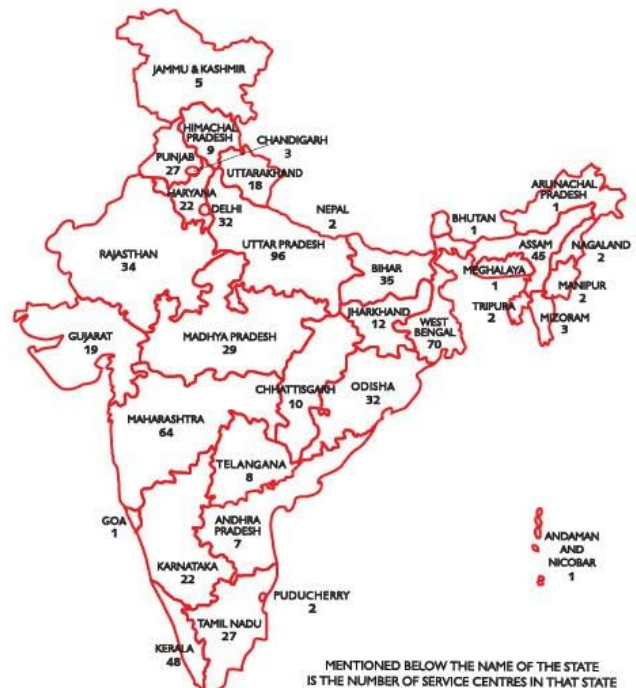 JAMMU & KASHMIR
5
HIMACHAL
PRADESH
9
CHANDIGARH
3
PUNJAB
27
UTTARAKHAND
18
HARYANA
22
DELHI
32
NEPAL
2
ARUNACHAL
PRADESH
1
BHUTAN
1
RAJASTHAN
34
UTTAR PRADESH
96
BIHAR
35
ASSAM
45
NAGALAND
2
MEGHALAYA
1
MANIPUR
2
TRIPURA
2
MIZORAM
3
JHARKHAND
12
WEST
BENGAL
70
GUJARAT
19
MADHYA PRADESH
29
CHHATTISGARH
10
ODISHA
32
MAHARASHTRA
64
TELANGANA
8
GOA
1
ANDHRA
PRADESH
7
ANDAMAN
AND
NICOBAR
1
KARNATAKA
22
PUDUCHERRY
2
TAMIL NADU
27
KERALA
48
MENTIONED BELOW THE NAME OF THE STATE
IS THE NUMBER OF SERVICE CENTRES IN THAT STATE